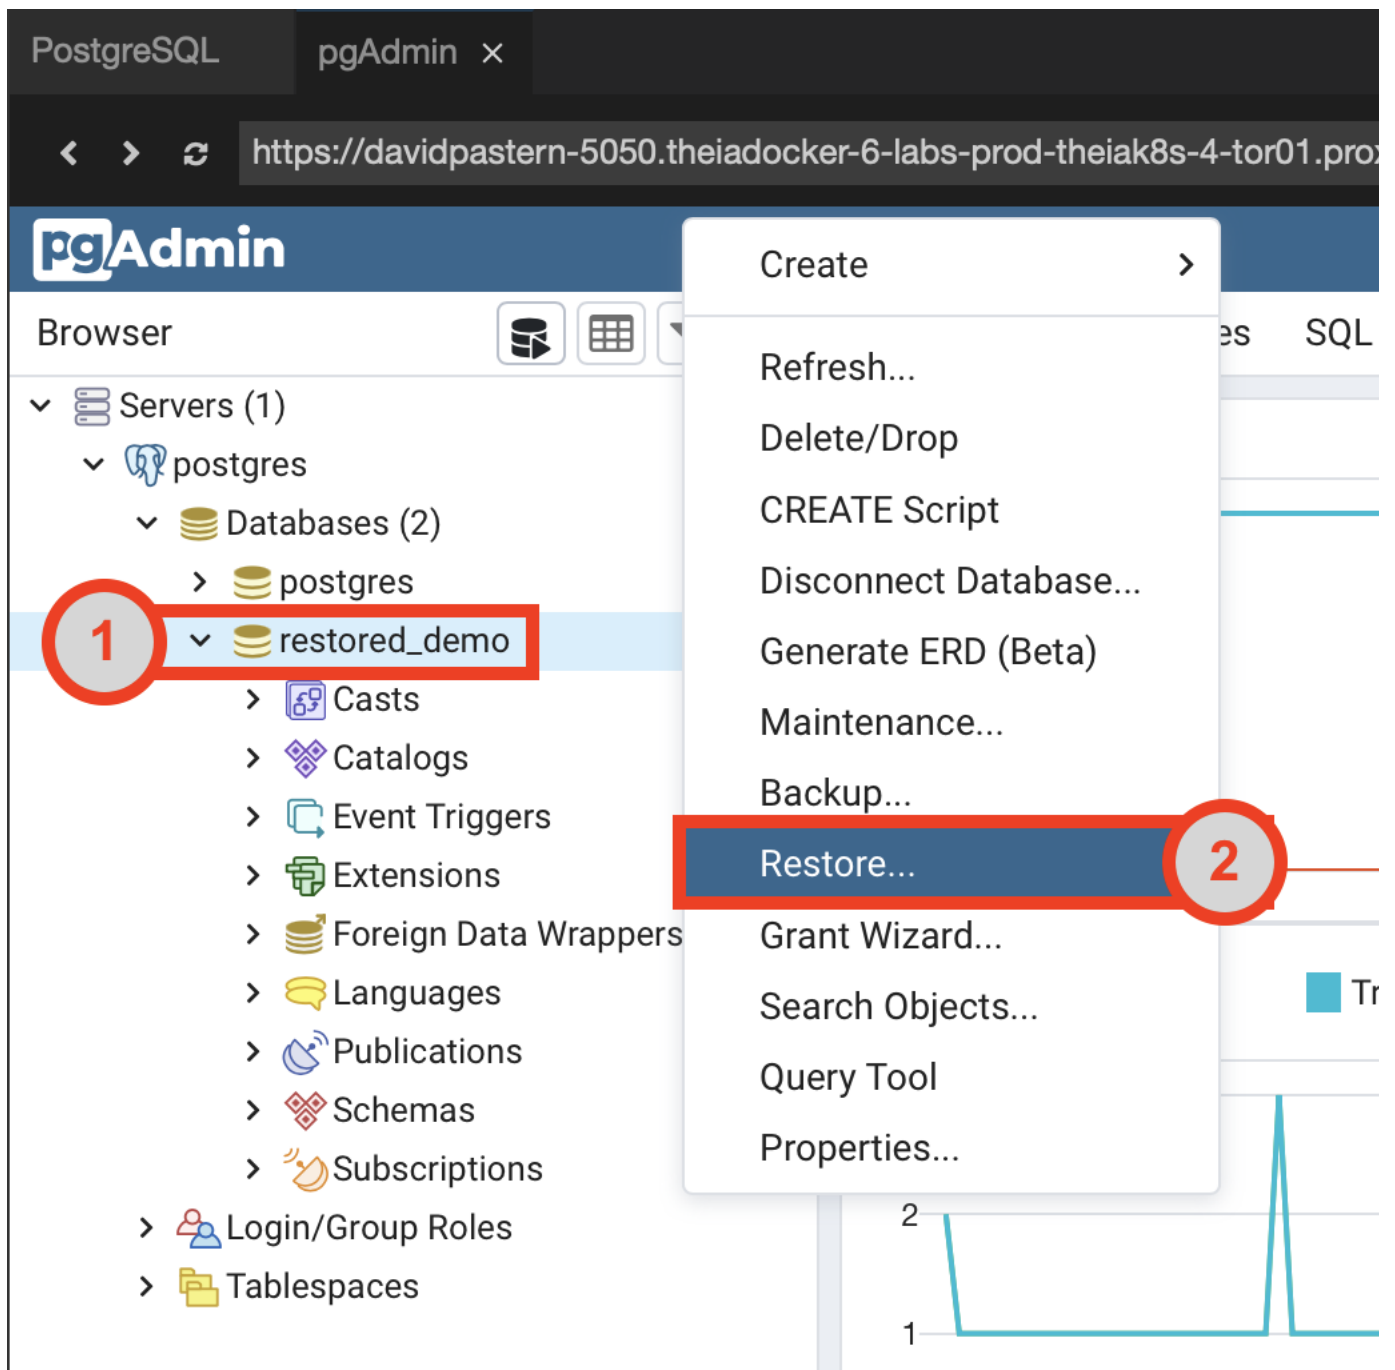 PostgreSQL
pgAdmin ×
https://davidpastern-5050.theiadocker-6-labs-prod-theiak8s-4-tor01.prox
pgAdmin
Browser
es
SQL
Servers (1)
postgres
Databases (2)
postgres
1
restored_demo
Casts
Catalogs
Event Triggers
Extensions
Foreign Data Wrappers
Languages
Publications
Schemas
Subscriptions
Login/Group Roles
Tablespaces
Create
Refresh...
Delete/Drop
CREATE Script
Disconnect Database...
Generate ERD (Beta)
Maintenance...
Backup...
Restore...
2
Grant Wizard...
Search Objects...
Query Tool
Properties...
Tr
2
1